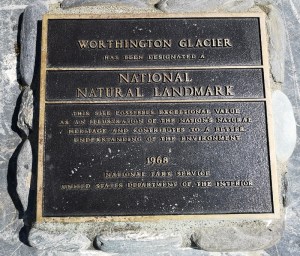 WORTHINGTON GLACIER
HAS BEEN DESIGNATED A
NATIONAL
NATURAL LANDMARK
THIS SITE POSSESSES EXCEPTIONAL VALUE
AS AN ILLUSTRATION OF THE NATION'S NATURAL
HERITAGE AND CONTRIBUTES TO A BETTER
UNDERSTANDING OF THE ENVIRONMENT
1968
NATIONAL PARK SERVICE
UNITED STATES DEPARTMENT OF THE INTERIOR